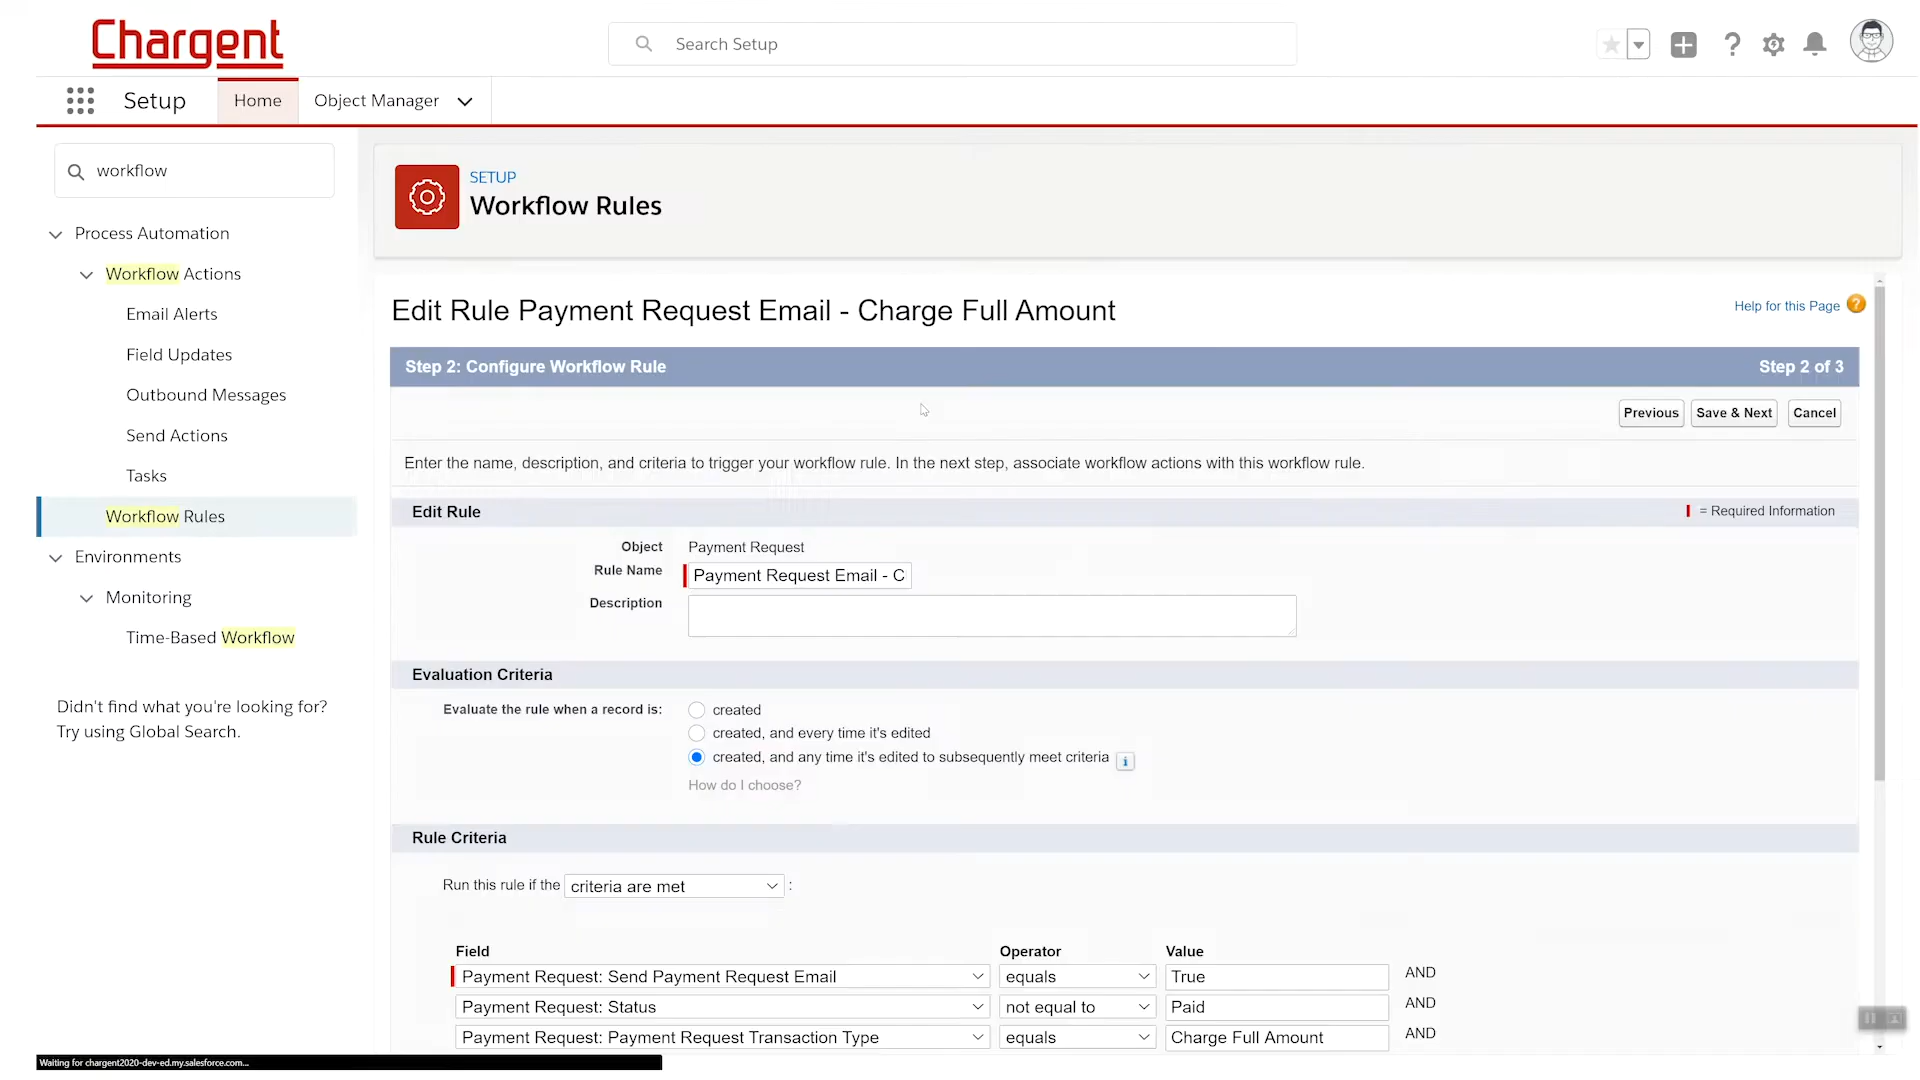 Chargent
Search Setup
Setup
Home
Object Manager
workflow
Process Automation
Workflow Actions
Email Alerts
Field Updates
Outbound Messages
Send Actions
Tasks
Workflow Rules
Environments
Monitoring
Time-Based Workflow
Didn't find what you're looking for?
Try using Global Search.
SETUP
Workflow Rules
Edit Rule Payment Request Email - Charge Full Amount
Help for this Page ?
Step 2: Configure Workflow Rule
Step 2 of 3
Previous
Save & Next
Cancel
Enter the name, description, and criteria to trigger your workflow rule. In the next step, associate workflow actions with this workflow rule.
Edit Rule
= Required Information
Object Payment Request
Rule Name Payment Request Email - C
Description
Evaluation Criteria
Evaluate the rule when a record is: created
created, and every time it's edited
created, and any time it's edited to subsequently meet criteria i
How do I choose?
Rule Criteria
Run this rule if the criteria are met :
Field Operator Value
Payment Request: Send Payment Request Email equals True AND
Payment Request: Status not equal to Paid AND
Payment Request: Payment Request Transaction Type equals Charge Full Amount AND
Waiting for chargent2020-dev-ed.my.salesforce.com...